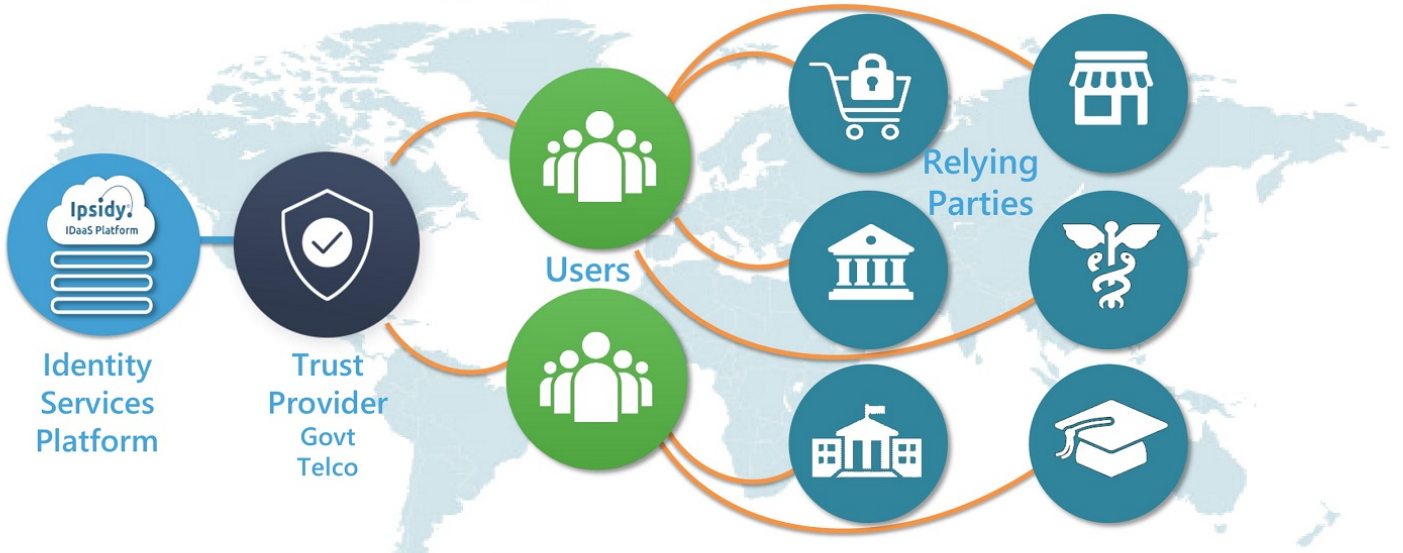 Ipsidy
IDaaS Platform
Identity
Services
Platform
Trust
Provider
Govt
Telco
Users
Relying
Parties